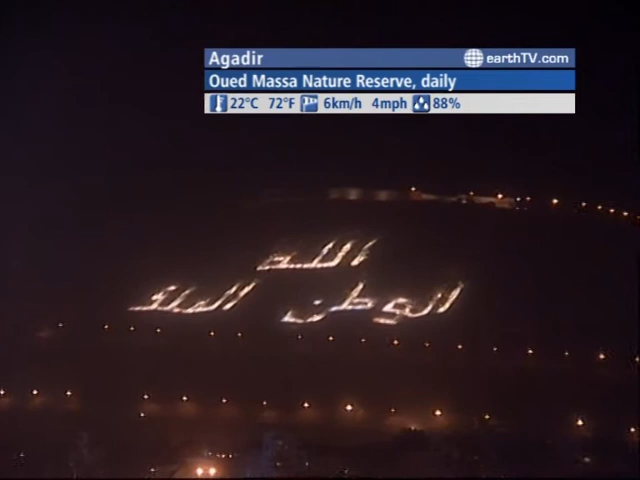 Agadir
earthTV.com
Oued Massa Nature Reserve, daily
22°C 72°F 6km/h 4mph 88%
الله
الوطن الملك